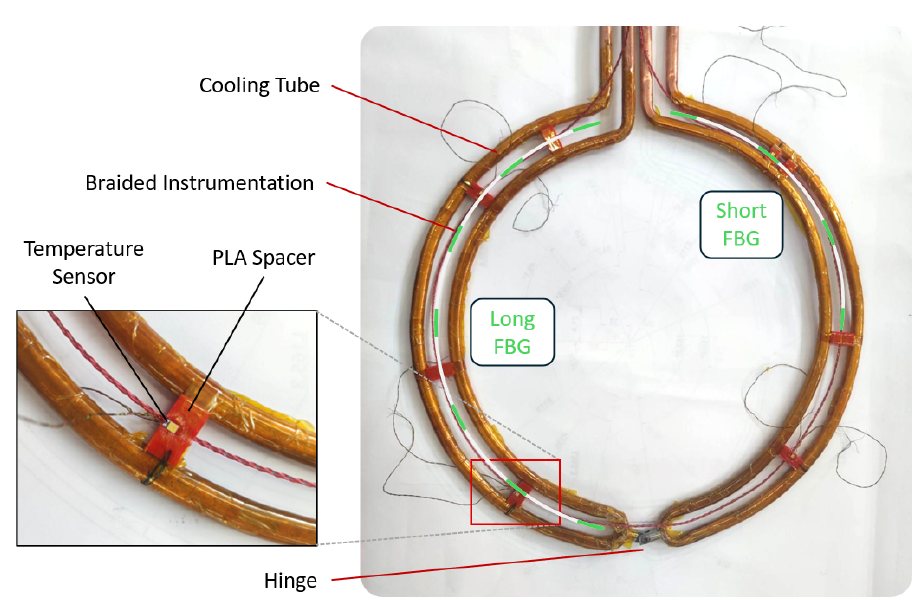 Cooling Tube
Braided Instrumentation
Temperature
Sensor
PLA Spacer
Short
FBG
Long
FBG
Hinge